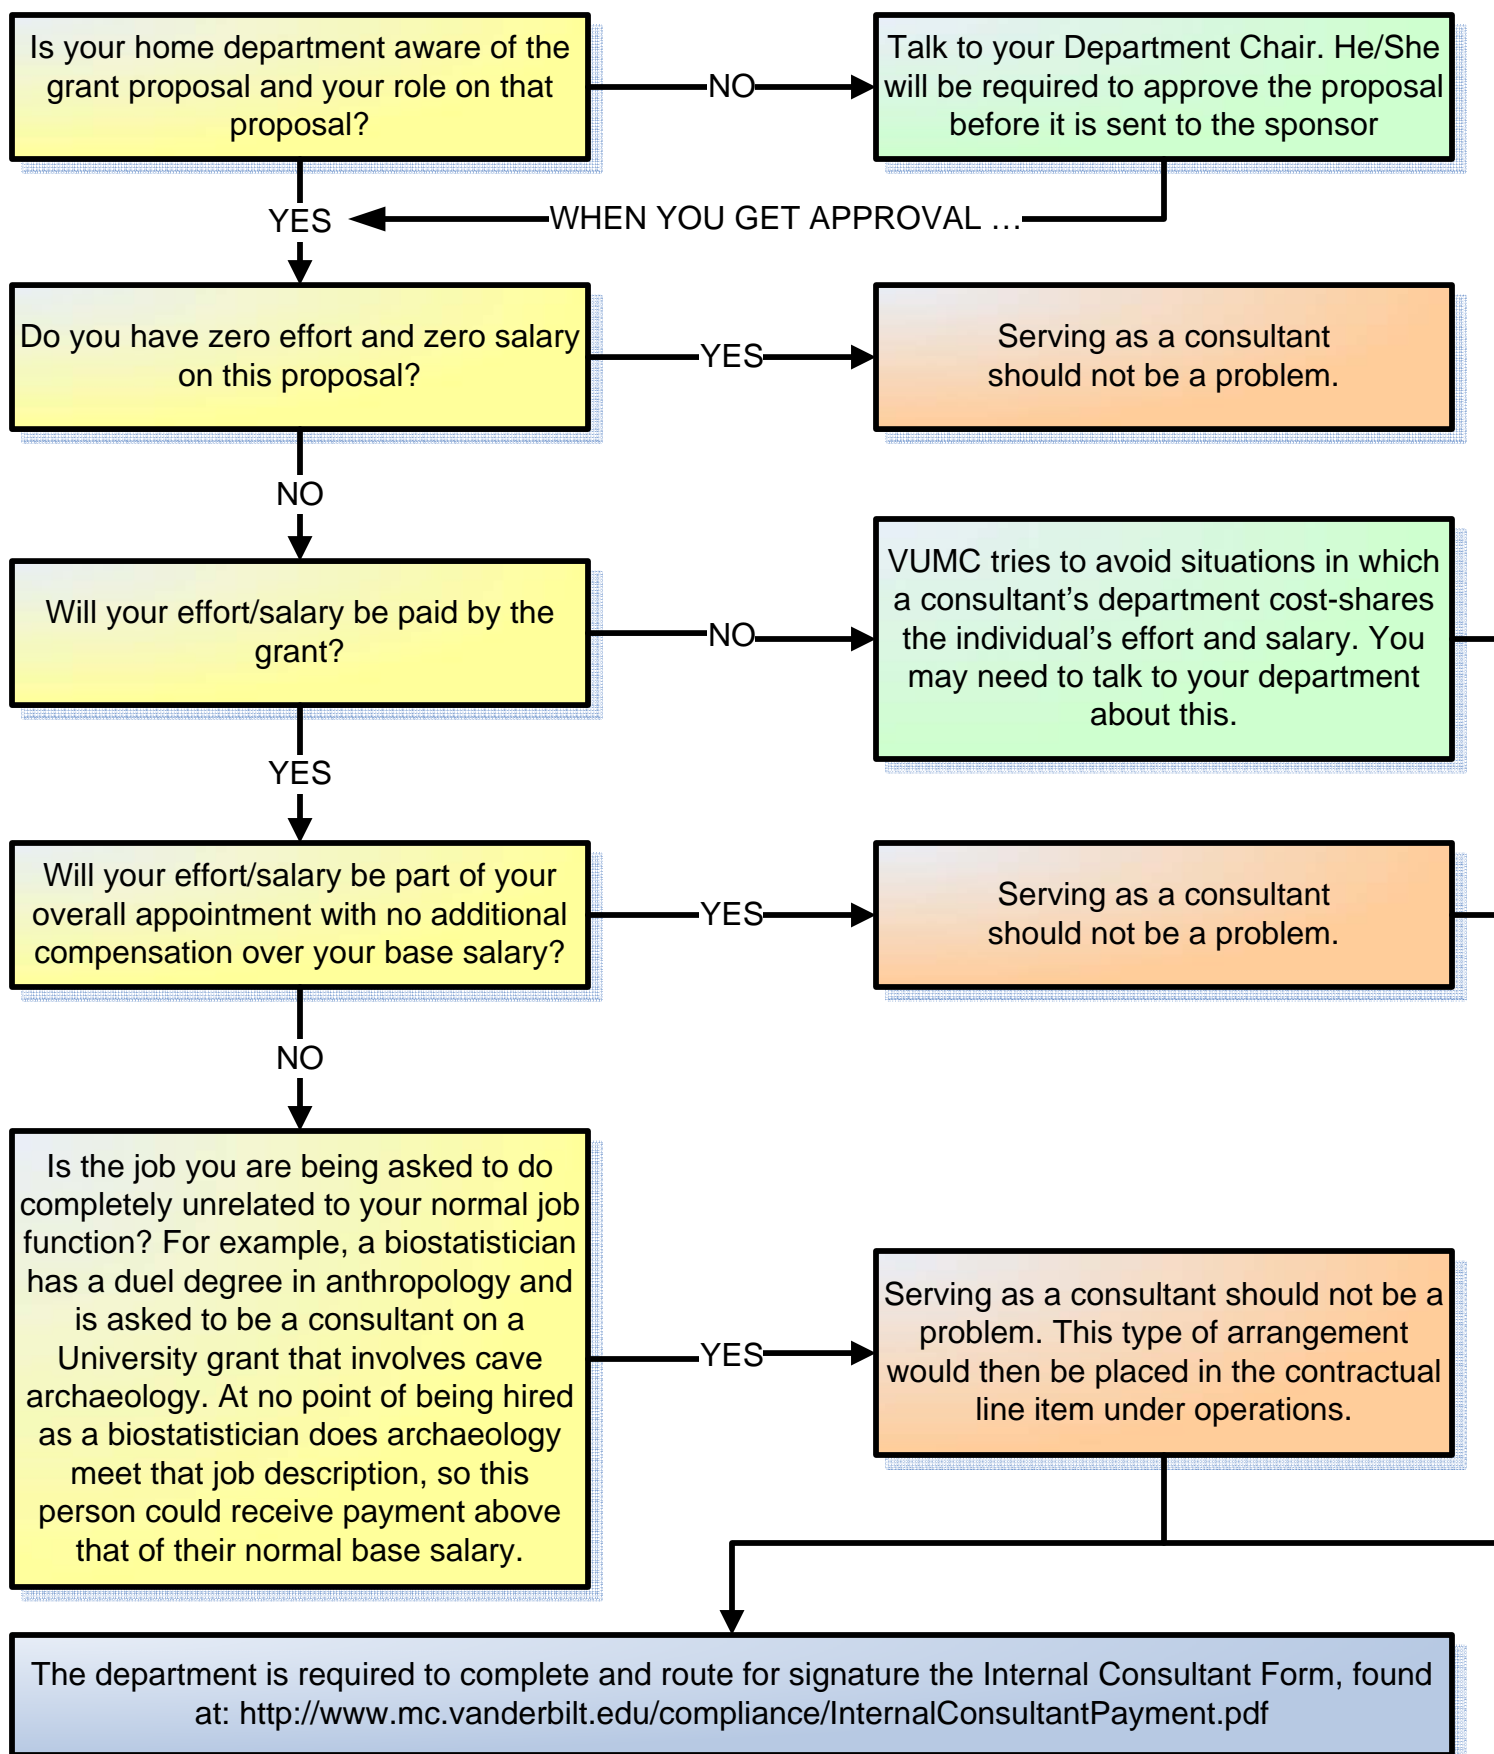 Is your home department aware of the
grant proposal and your role on that
proposal?
NO
Talk to your Department Chair. He/She
will be required to approve the proposal
before it is sent to the sponsor
YES
WHEN YOU GET APPROVAL …
Do you have zero effort and zero salary
on this proposal?
YES
Serving as a consultant
should not be a problem.
NO
Will your effort/salary be paid by the
grant?
NO
VUMC tries to avoid situations in which
a consultant’s department cost-shares
the individual’s effort and salary. You
may need to talk to your department
about this.
YES
Will your effort/salary be part of your
overall appointment with no additional
compensation over your base salary?
YES
Serving as a consultant
should not be a problem.
NO
Is the job you are being asked to do
completely unrelated to your normal job
function? For example, a biostatistician
has a duel degree in anthropology and
is asked to be a consultant on a
University grant that involves cave
archaeology. At no point of being hired
as a biostatistician does archaeology
meet that job description, so this
person could receive payment above
that of their normal base salary.
YES
Serving as a consultant should not be a
problem. This type of arrangement
would then be placed in the contractual
line item under operations.
The department is required to complete and route for signature the Internal Consultant Form, found
at: http://www.mc.vanderbilt.edu/compliance/InternalConsultantPayment.pdf